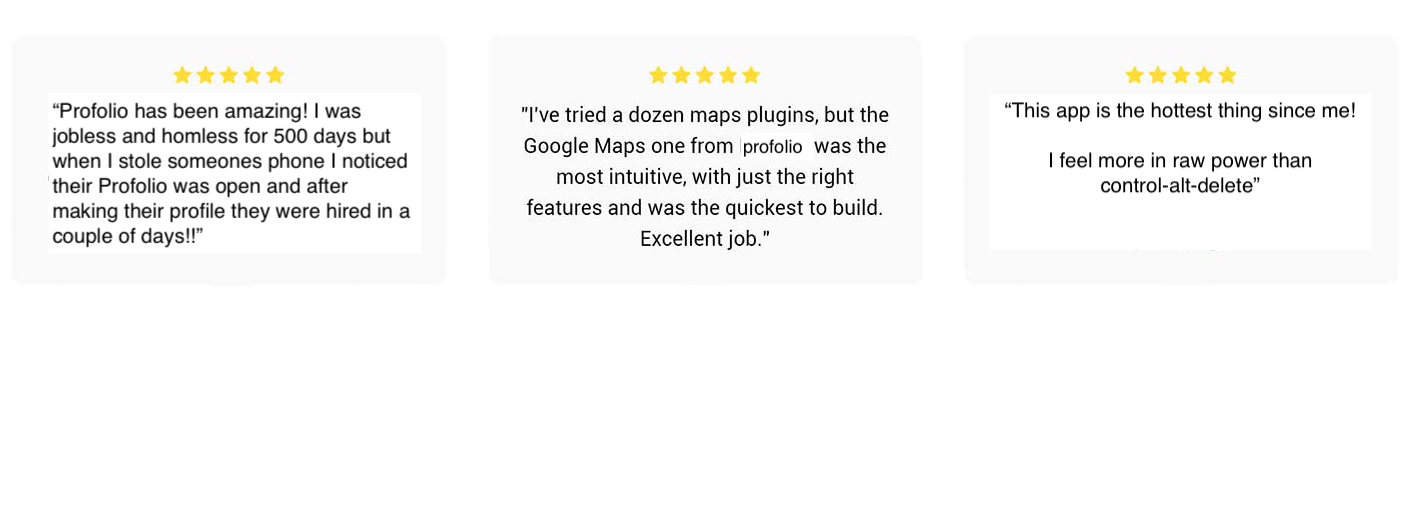 “Profolio has been amazing! I was
jobless and homless for 500 days but
when I stole someones phone I noticed
their Profolio was open and after
making their profile they were hired in a
couple of days!!”
"I've tried a dozen maps plugins, but the
Google Maps one from profolio was the
most intuitive, with just the right
features and was the quickest to build.
Excellent job."
“This app is the hottest thing since me!
I feel more in raw power than
control-alt-delete”